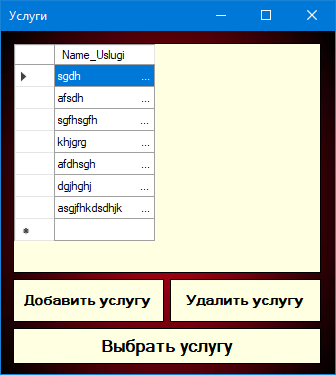 Услуги
Name_Uslugi
sgdh ...
afsdh ...
sgfhsgfh ...
khjgrg ...
afdhsgh ...
dgjhghj ...
asgjfhkdsdhjk ...
Добавить услугу Удалить услугу
Выбрать услугу